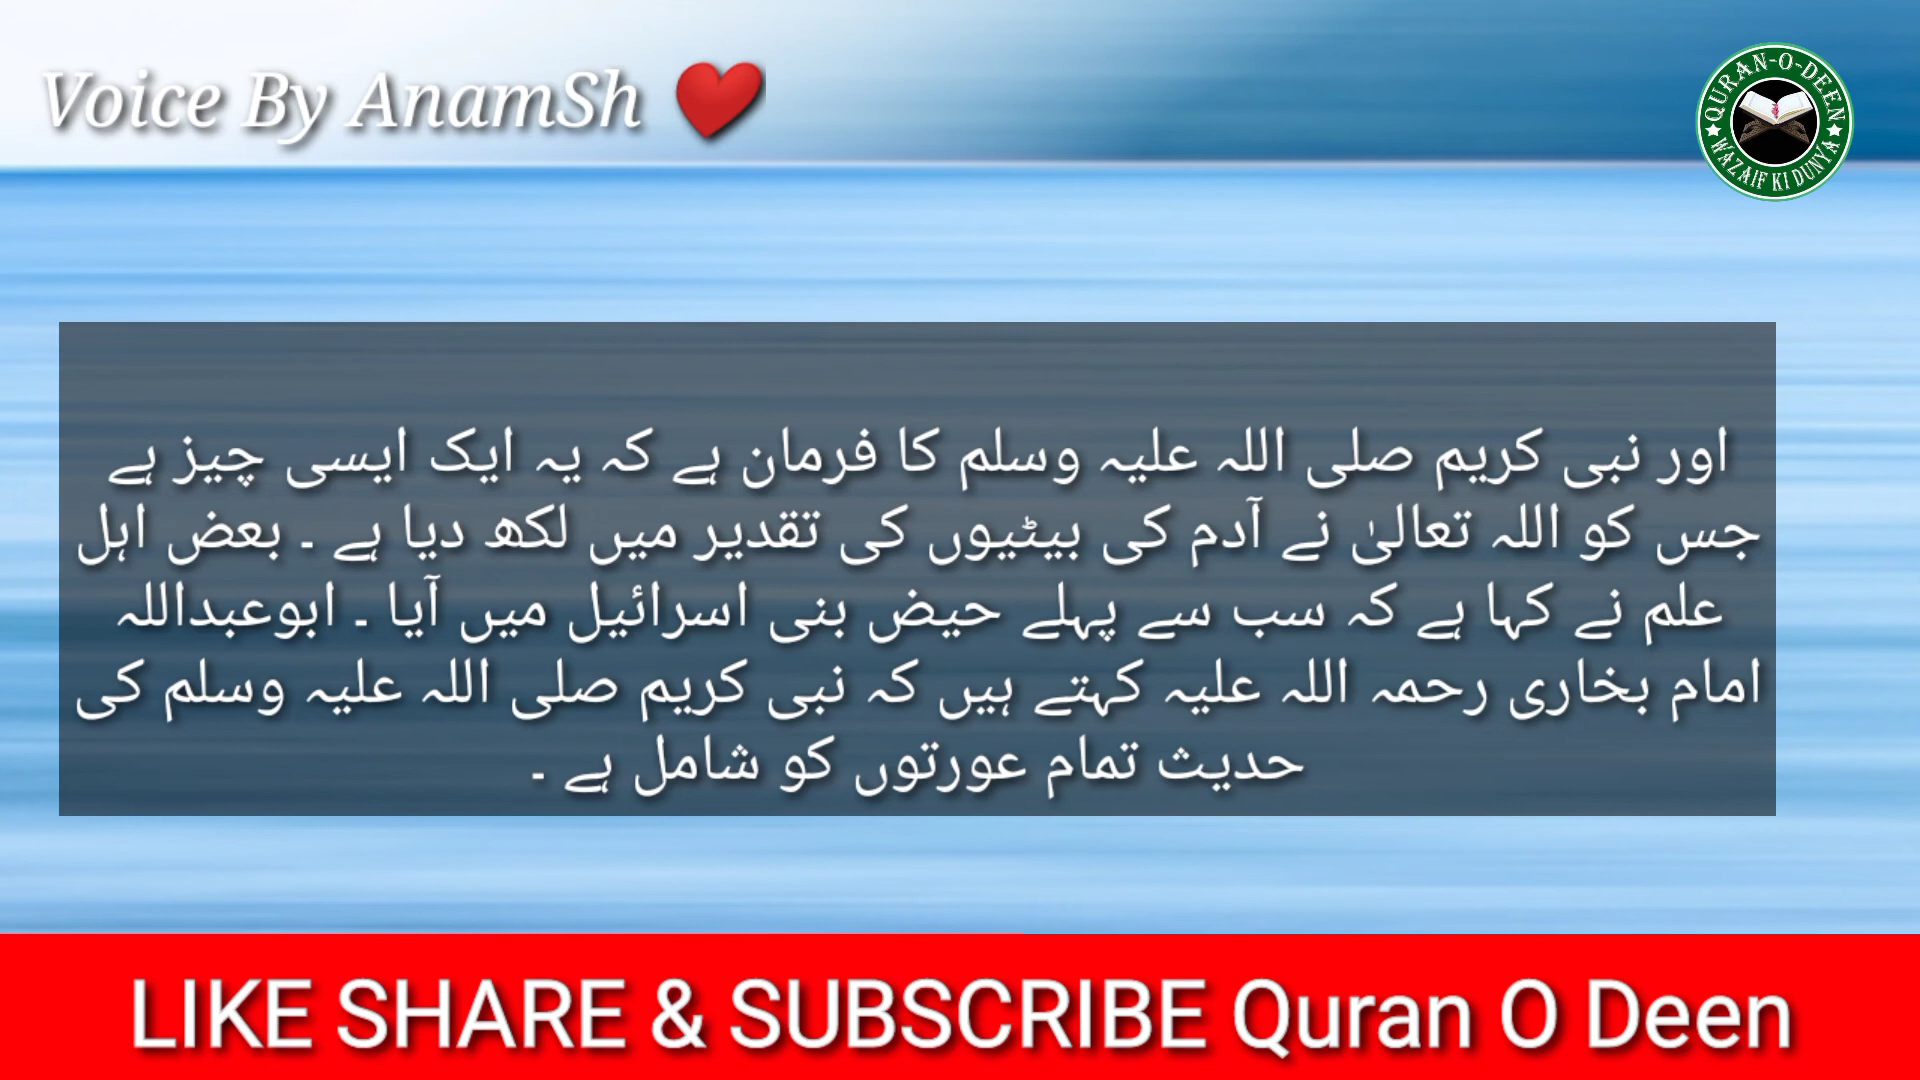 Voice By AnamSh ❤
QURAN-O-DEEN
WAZAIF KI DUNYA
اور نبی کریم صلی اللہ علیہ وسلم کا فرمان ہے کہ یہ ایک ایسی چیز ہے
جس کو اللہ تعالیٰ نے آدم کی بیٹیوں کی تقدیر میں لکھ دیا ہے ۔ بعض اہل
علم نے کہا ہے کہ سب سے پہلے حیض بنی اسرائیل میں آیا ۔ ابوعبداللہ
امام بخاری رحمہ اللہ علیہ کہتے ہیں کہ نبی کریم صلی اللہ علیہ وسلم کی
حدیث تمام عورتوں کو شامل ہے ۔
LIKE SHARE & SUBSCRIBE Quran O Deen